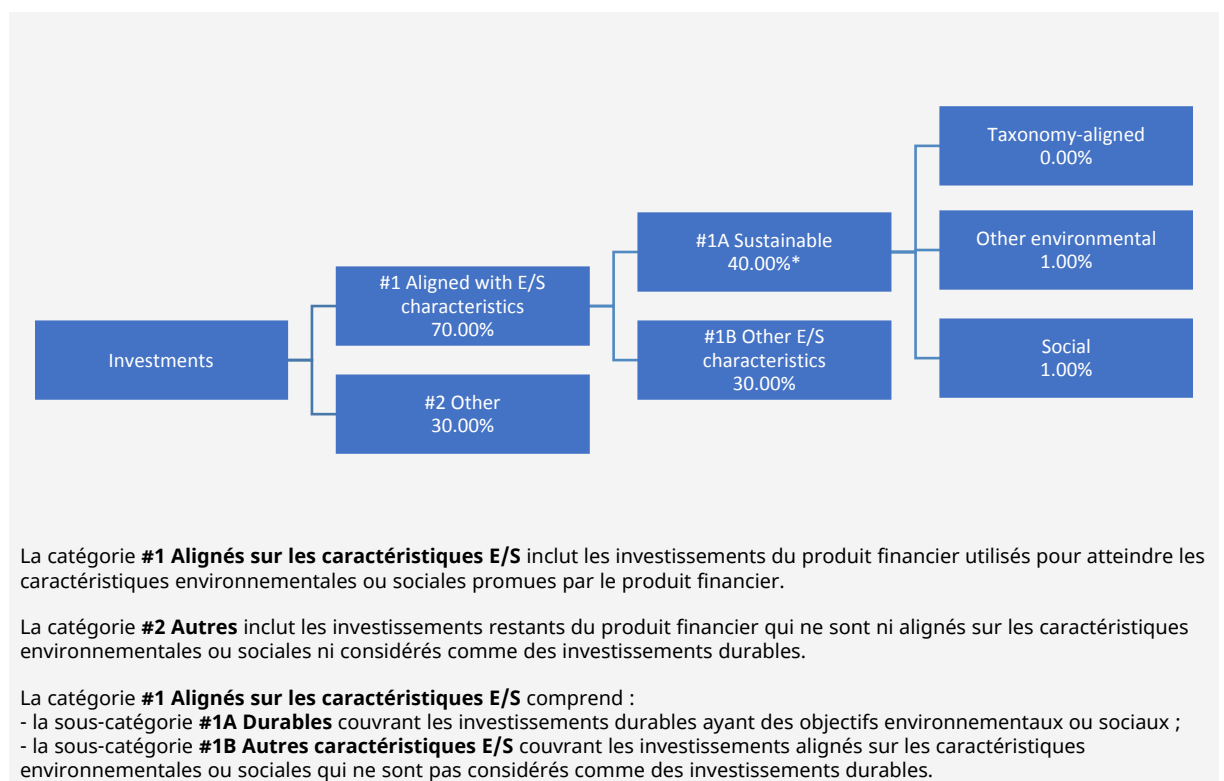 Taxonomy-aligned
0.00%
#1A Sustainable
40.00%*
Other environmental
1.00%
#1 Aligned with E/S
characteristics
70.00%
Investments
#1B Other E/S
characteristics
30.00%
Social
1.00%
#2 Other
30.00%
La catégorie #1 Alignés sur les caractéristiques E/S inclut les investissements du produit financier utilisés pour atteindre les
caractéristiques environnementales ou sociales promues par le produit financier.
La catégorie #2 Autres inclut les investissements restants du produit financier qui ne sont ni alignés sur les caractéristiques
environnementales ou sociales ni considérés comme des investissements durables.
La catégorie #1 Alignés sur les caractéristiques E/S comprend :
- la sous-catégorie #1A Durables couvrant les investissements durables ayant des objectifs environnementaux ou sociaux ;
- la sous-catégorie #1B Autres caractéristiques E/S couvrant les investissements alignés sur les caractéristiques
environnementales ou sociales qui ne sont pas considérés comme des investissements durables.